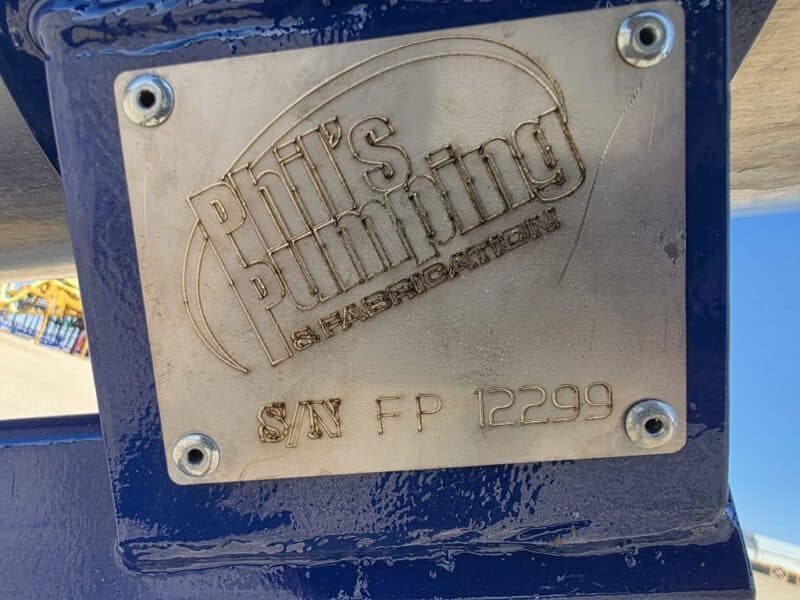 Phil's
Pumping
& FABRICATION
S/N FP 12299